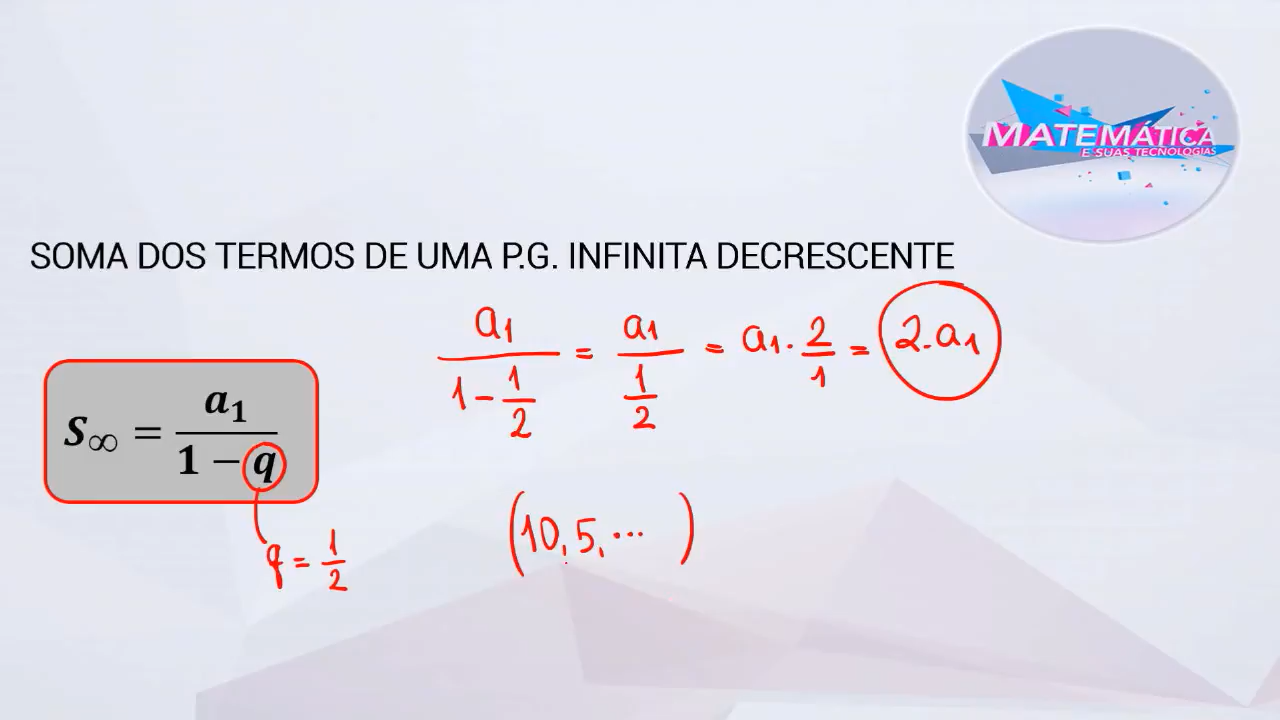 MATEMÁTICA
E SUAS TECNOLOGIAS
SOMA DOS TERMOS DE UMA P.G. INFINITA DECRESCENTE
a₁/(1 - 1/2) = a₁/(1/2) = a₁ · 2/1 = 2·a₁
S∞ = a₁/(1 − q)
(10, 5, ... )
q = 1/2